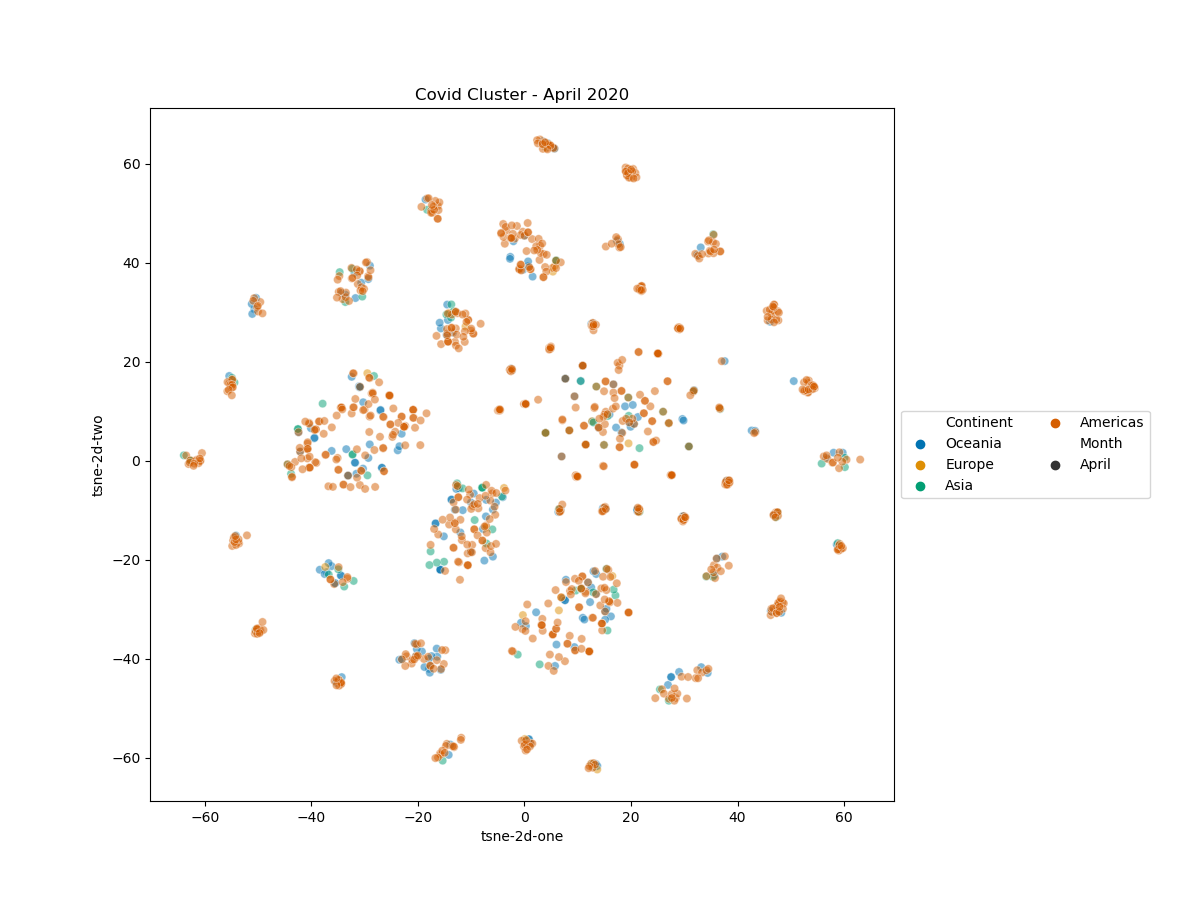 Covid Cluster - April 2020
60
40
20
0
−20
−40
−60
tsne-2d-two
−60
−40
−20
0
20
40
60
tsne-2d-one
Continent
Oceania
Europe
Asia
Americas
Month
April